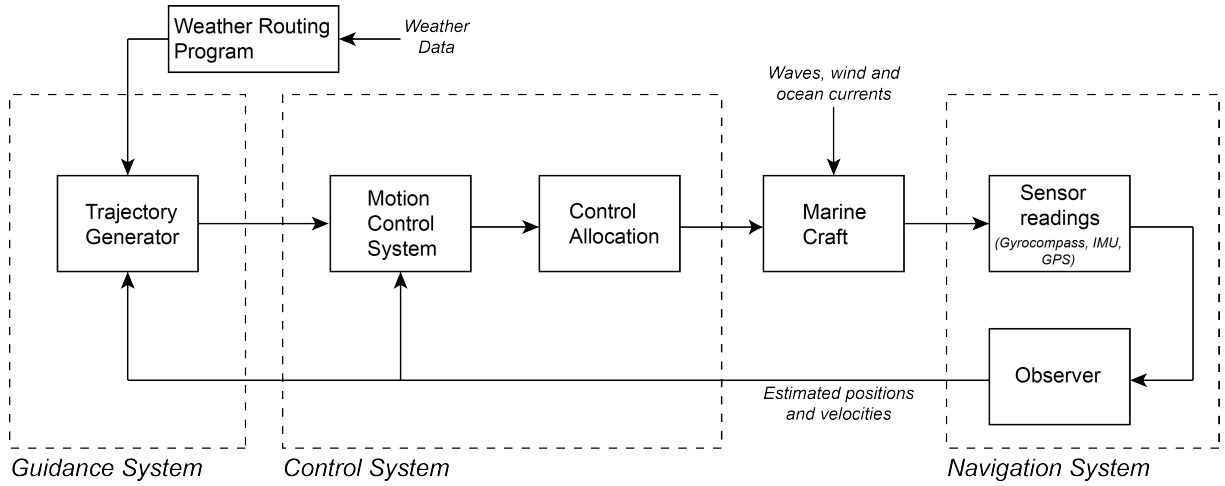 Weather Routing
Program
Weather
Data
Waves, wind and
ocean currents
Trajectory
Generator
Motion
Control
System
Control
Allocation
Marine
Craft
Sensor
readings
(Gyrocompass, IMU,
GPS)
Observer
Estimated positions
and velocities
Guidance System
Control System
Navigation System